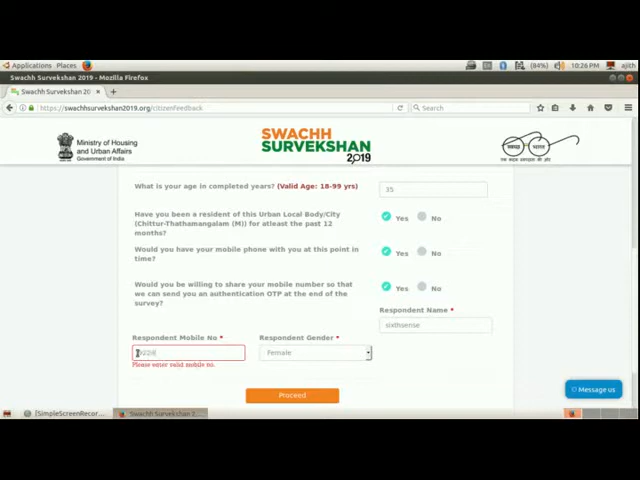 Applications Places
(84%)
10:26 PM
ajith
Swachh Survekshan 2019 - Mozilla Firefox
Swachh Survekshan 20
https://swachhsurvekshan2019.org/citizenfeedback
Search
Ministry of Housing
and Urban Affairs
Government of India
SWACHH
SURVEKSHAN
2019
What is your age in completed years? (Valid Age: 18-99 yrs)
35
Have you been a resident of this Urban Local Body/City
(Chittur-Thathamangalam (M)) for atleast the past 12
months?
Yes No
Would you have your mobile phone with you at this point in
time?
Yes No
Would you be willing to share your mobile number so that
we can send you an authentication OTP at the end of the
survey?
Yes No
Respondent Name *
sixthsense
Respondent Mobile No *
Respondent Gender *
Female
Please enter valid mobile no.
Proceed
Message us
[SimpleScreenRecor...
Swachh Survekshan 2...